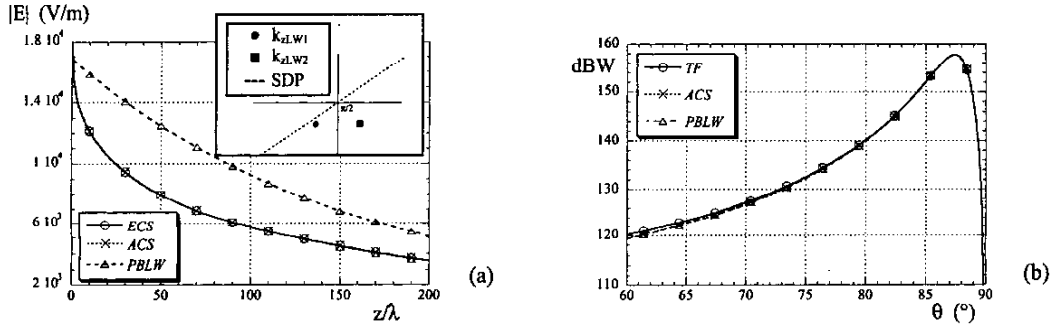 |E| (V/m)
1.8 10⁴
1.4 10⁴
1 10⁴
6 10³
2 10³
0 50 100 150 200
z/λ
k_zLW1
k_zLW2
SDP
π/2
ECS
ACS
PBLW
(a)
dBW
160
150
140
130
120
110
60 65 70 75 80 85 90
θ (°)
TF
ACS
PBLW
(b)